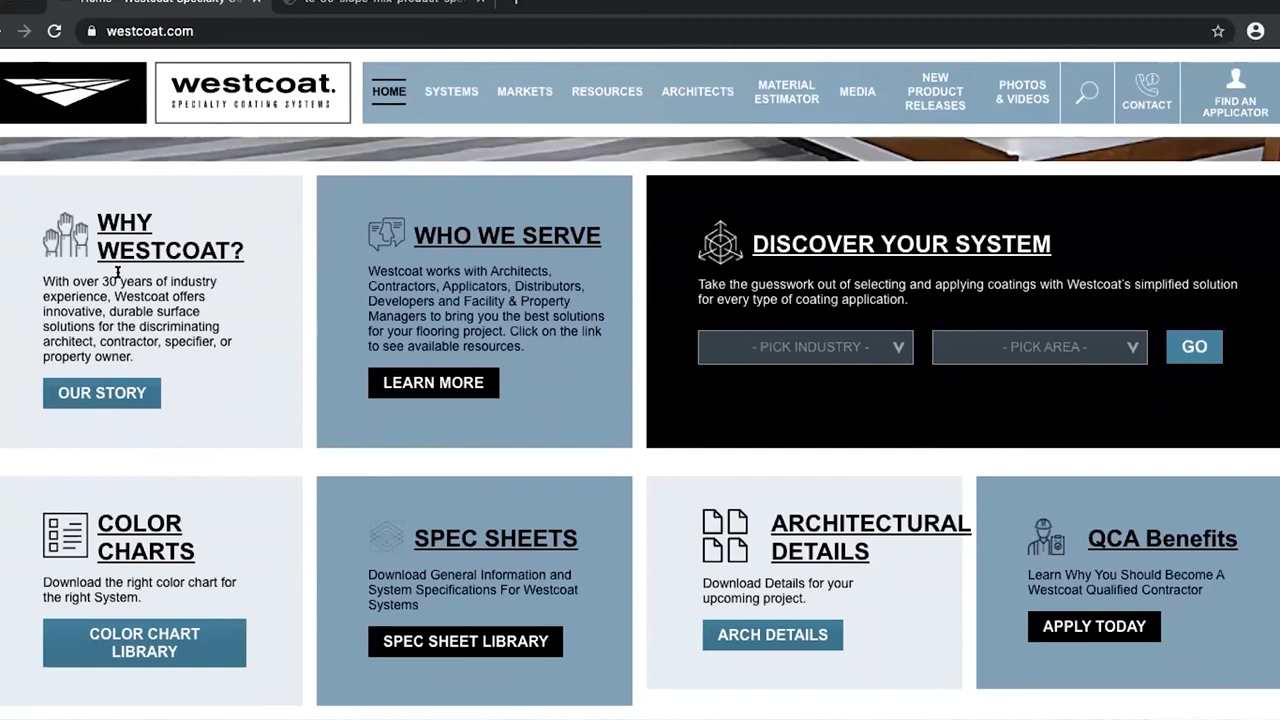 westcoat.com
westcoat.
SPECIALTY COATING SYSTEMS
HOME
SYSTEMS
MARKETS
RESOURCES
ARCHITECTS
MATERIAL
ESTIMATOR
MEDIA
NEW
PRODUCT
RELEASES
PHOTOS
& VIDEOS
CONTACT
FIND AN
APPLICATOR
WHY
WESTCOAT?
With over 30 years of industry
experience, Westcoat offers
innovative, durable surface
solutions for the discriminating
architect, contractor, specifier, or
property owner.
OUR STORY
WHO WE SERVE
Westcoat works with Architects,
Contractors, Applicators, Distributors,
Developers and Facility & Property
Managers to bring you the best solutions
for your flooring project. Click on the link
to see available resources.
LEARN MORE
DISCOVER YOUR SYSTEM
Take the guesswork out of selecting and applying coatings with Westcoat's simplified solution
for every type of coating application.
- PICK INDUSTRY -
- PICK AREA -
GO
COLOR
CHARTS
Download the right color chart for
the right System.
COLOR CHART
LIBRARY
SPEC SHEETS
Download General Information and
System Specifications For Westcoat
Systems
SPEC SHEET LIBRARY
ARCHITECTURAL
DETAILS
Download Details for your
upcoming project.
ARCH DETAILS
QCA Benefits
Learn Why You Should Become A
Westcoat Qualified Contractor
APPLY TODAY